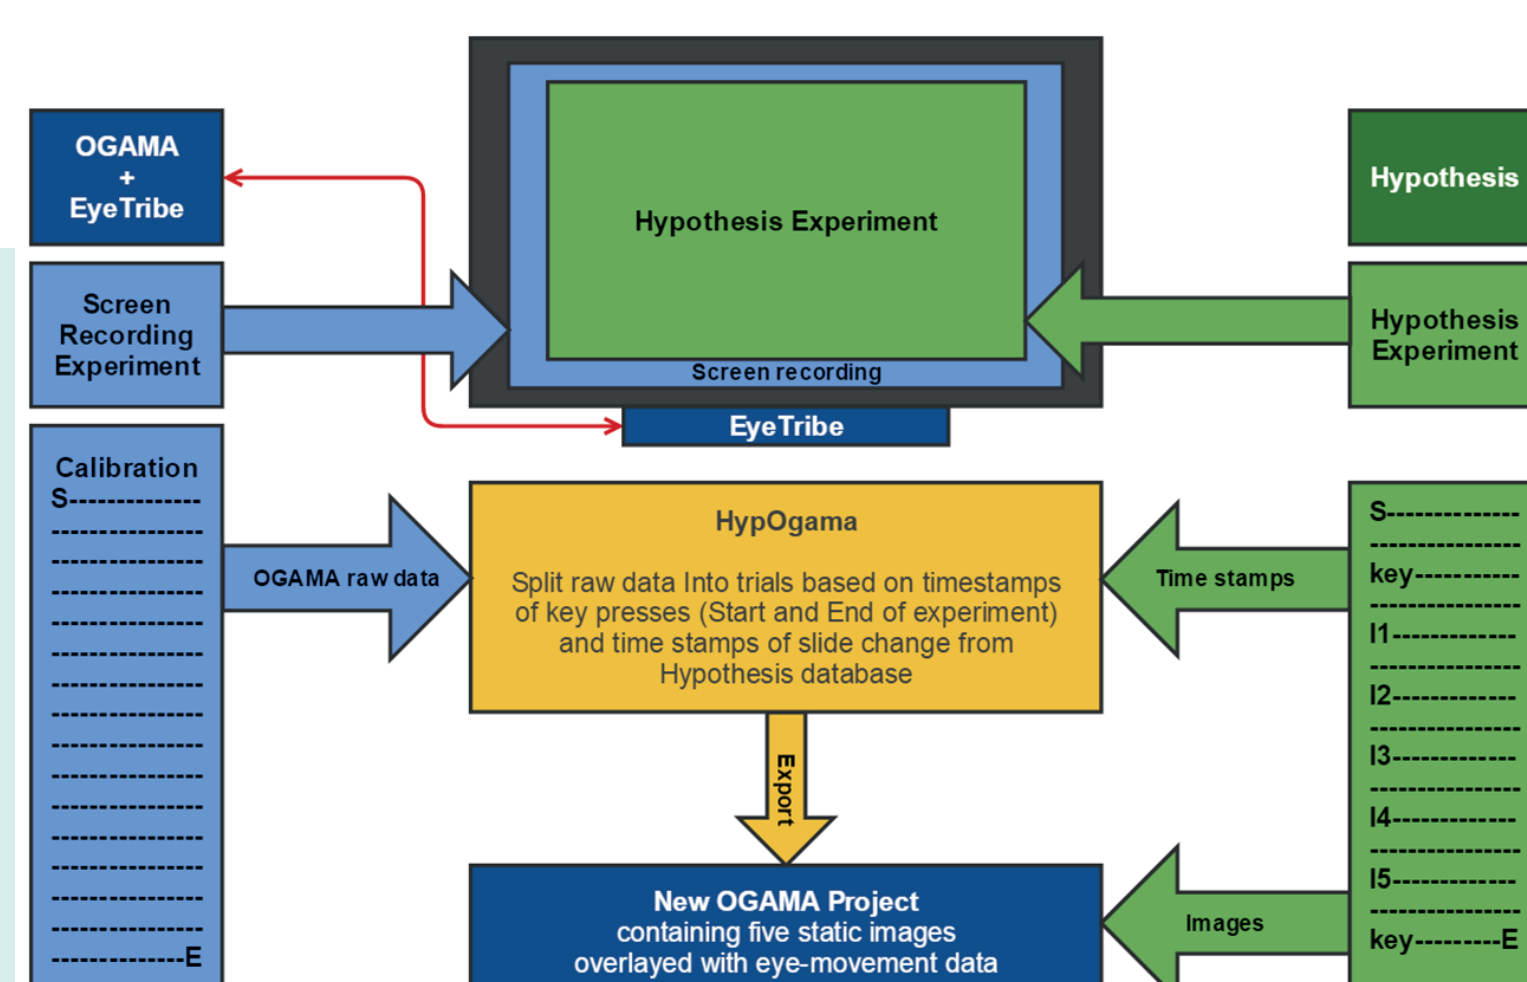 OGAMA
+
EyeTribe
Screen
Recording
Experiment
Hypothesis Experiment
Screen recording
EyeTribe
Hypothesis
Hypothesis
Experiment
Calibration
S--------------
----------------
----------------
----------------
----------------
----------------
----------------
----------------
----------------
----------------
----------------
----------------
----------------
----------------
----------------
--------------E
OGAMA raw data
HypOgama
Split raw data Into trials based on timestamps
of key presses (Start and End of experiment)
and time stamps of slide change from
Hypothesis database
Time stamps
S--------------
----------------
key-----------
----------------
I1-------------
----------------
I2-------------
----------------
I3-------------
----------------
I4-------------
----------------
I5-------------
----------------
key---------E
Export
New OGAMA Project
containing five static images
overlayed with eye-movement data
Images